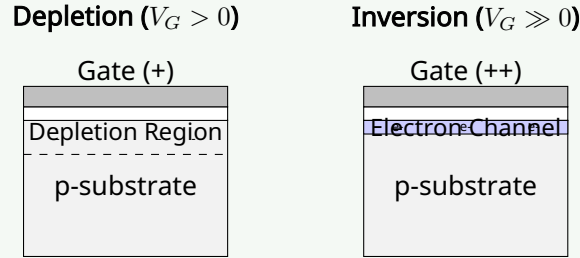 Depletion (V_G > 0)
Gate (+)
Depletion Region
p-substrate
Inversion (V_G ≫ 0)
Gate (++)
Electron Channel
e- e- e-
p-substrate